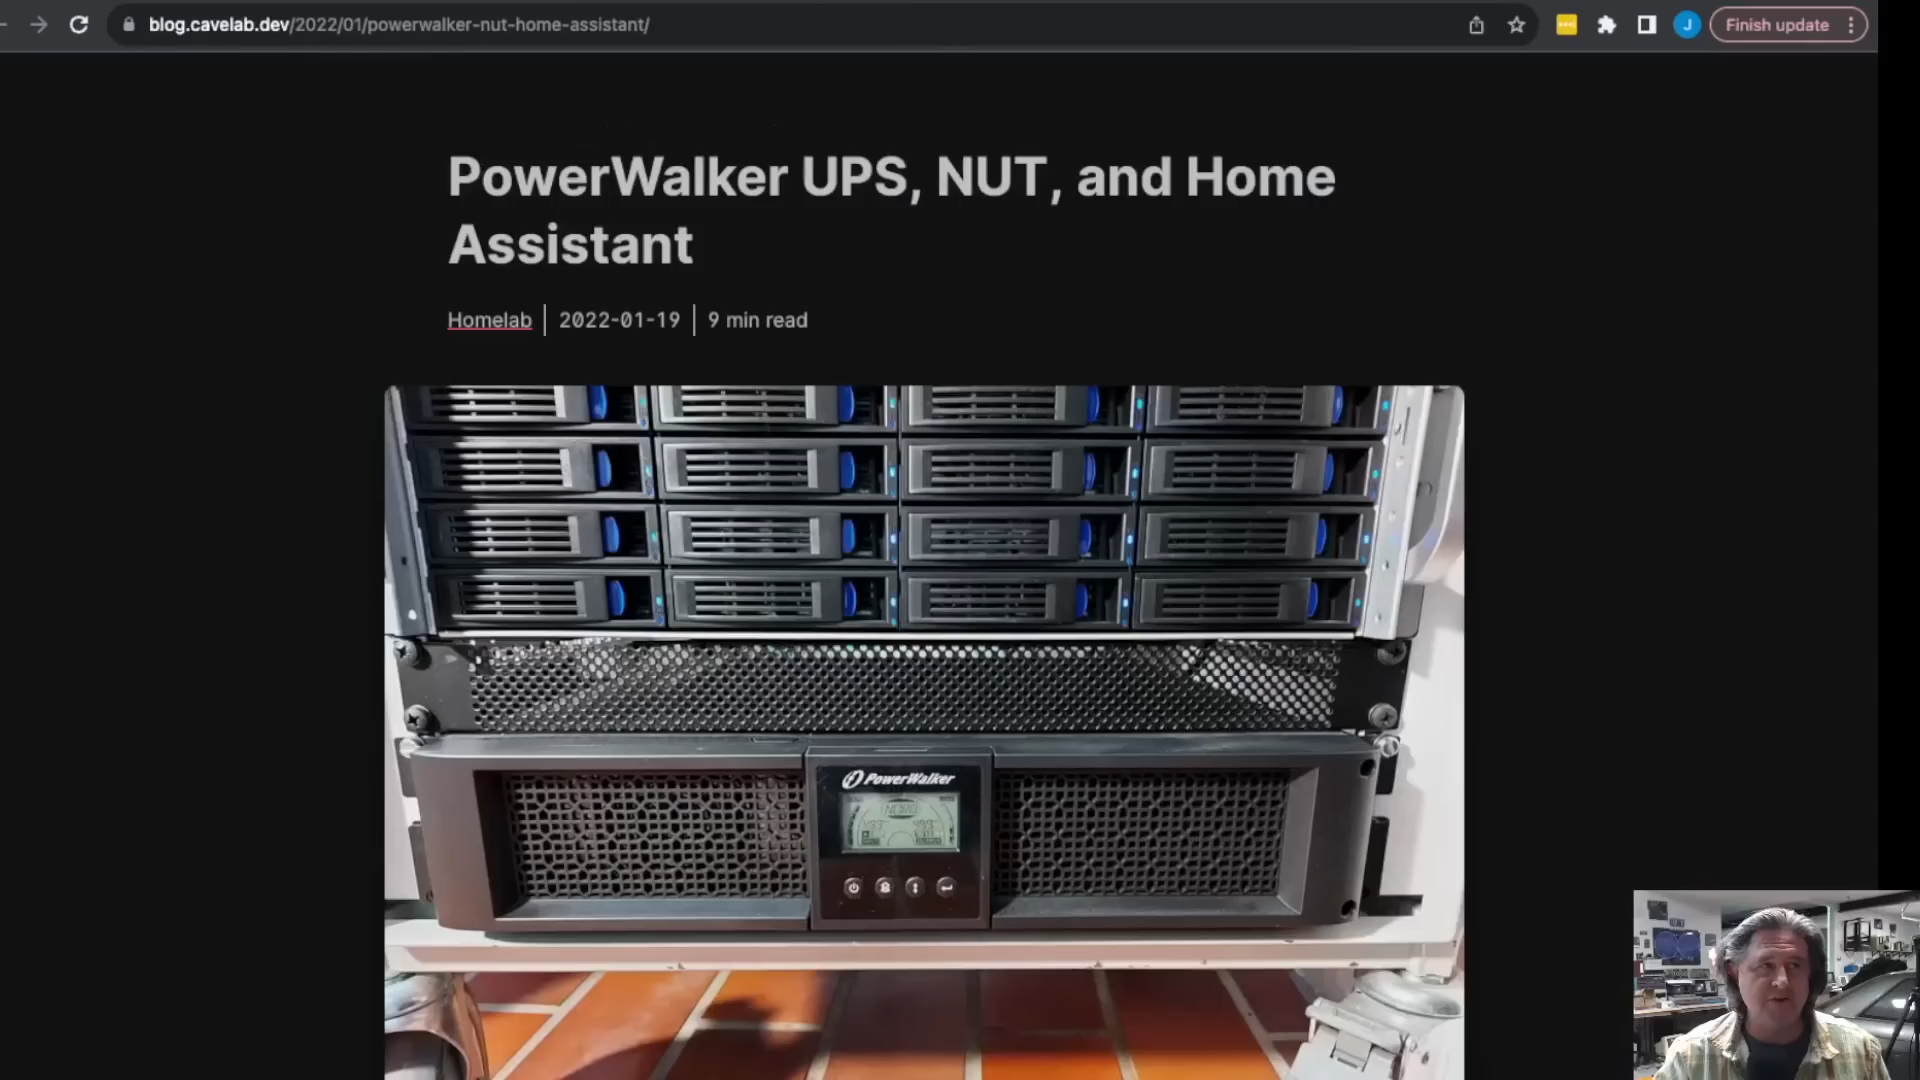 blog.cavelab.dev/2022/01/powerwalker-nut-home-assistant/
J
Finish update
PowerWalker UPS, NUT, and Home
Assistant
Homelab | 2022-01-19 | 9 min read
PowerWalker